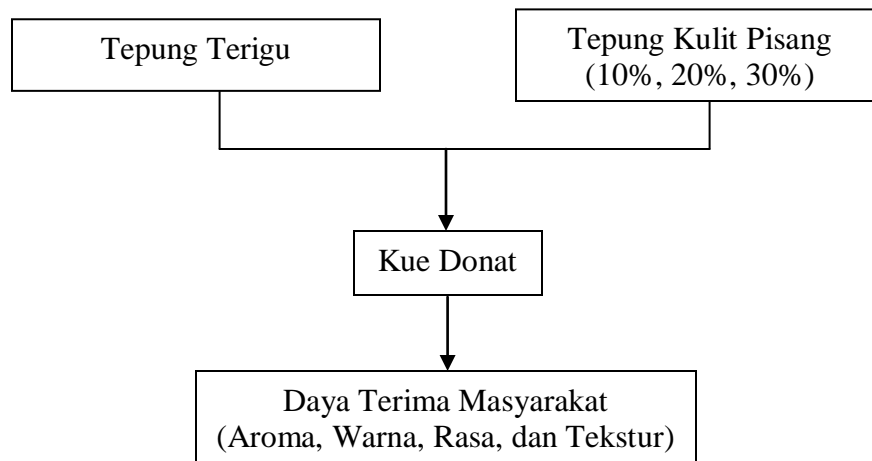 Tepung Terigu
Tepung Kulit Pisang
(10%, 20%, 30%)
Kue Donat
Daya Terima Masyarakat
(Aroma, Warna, Rasa, dan Tekstur)